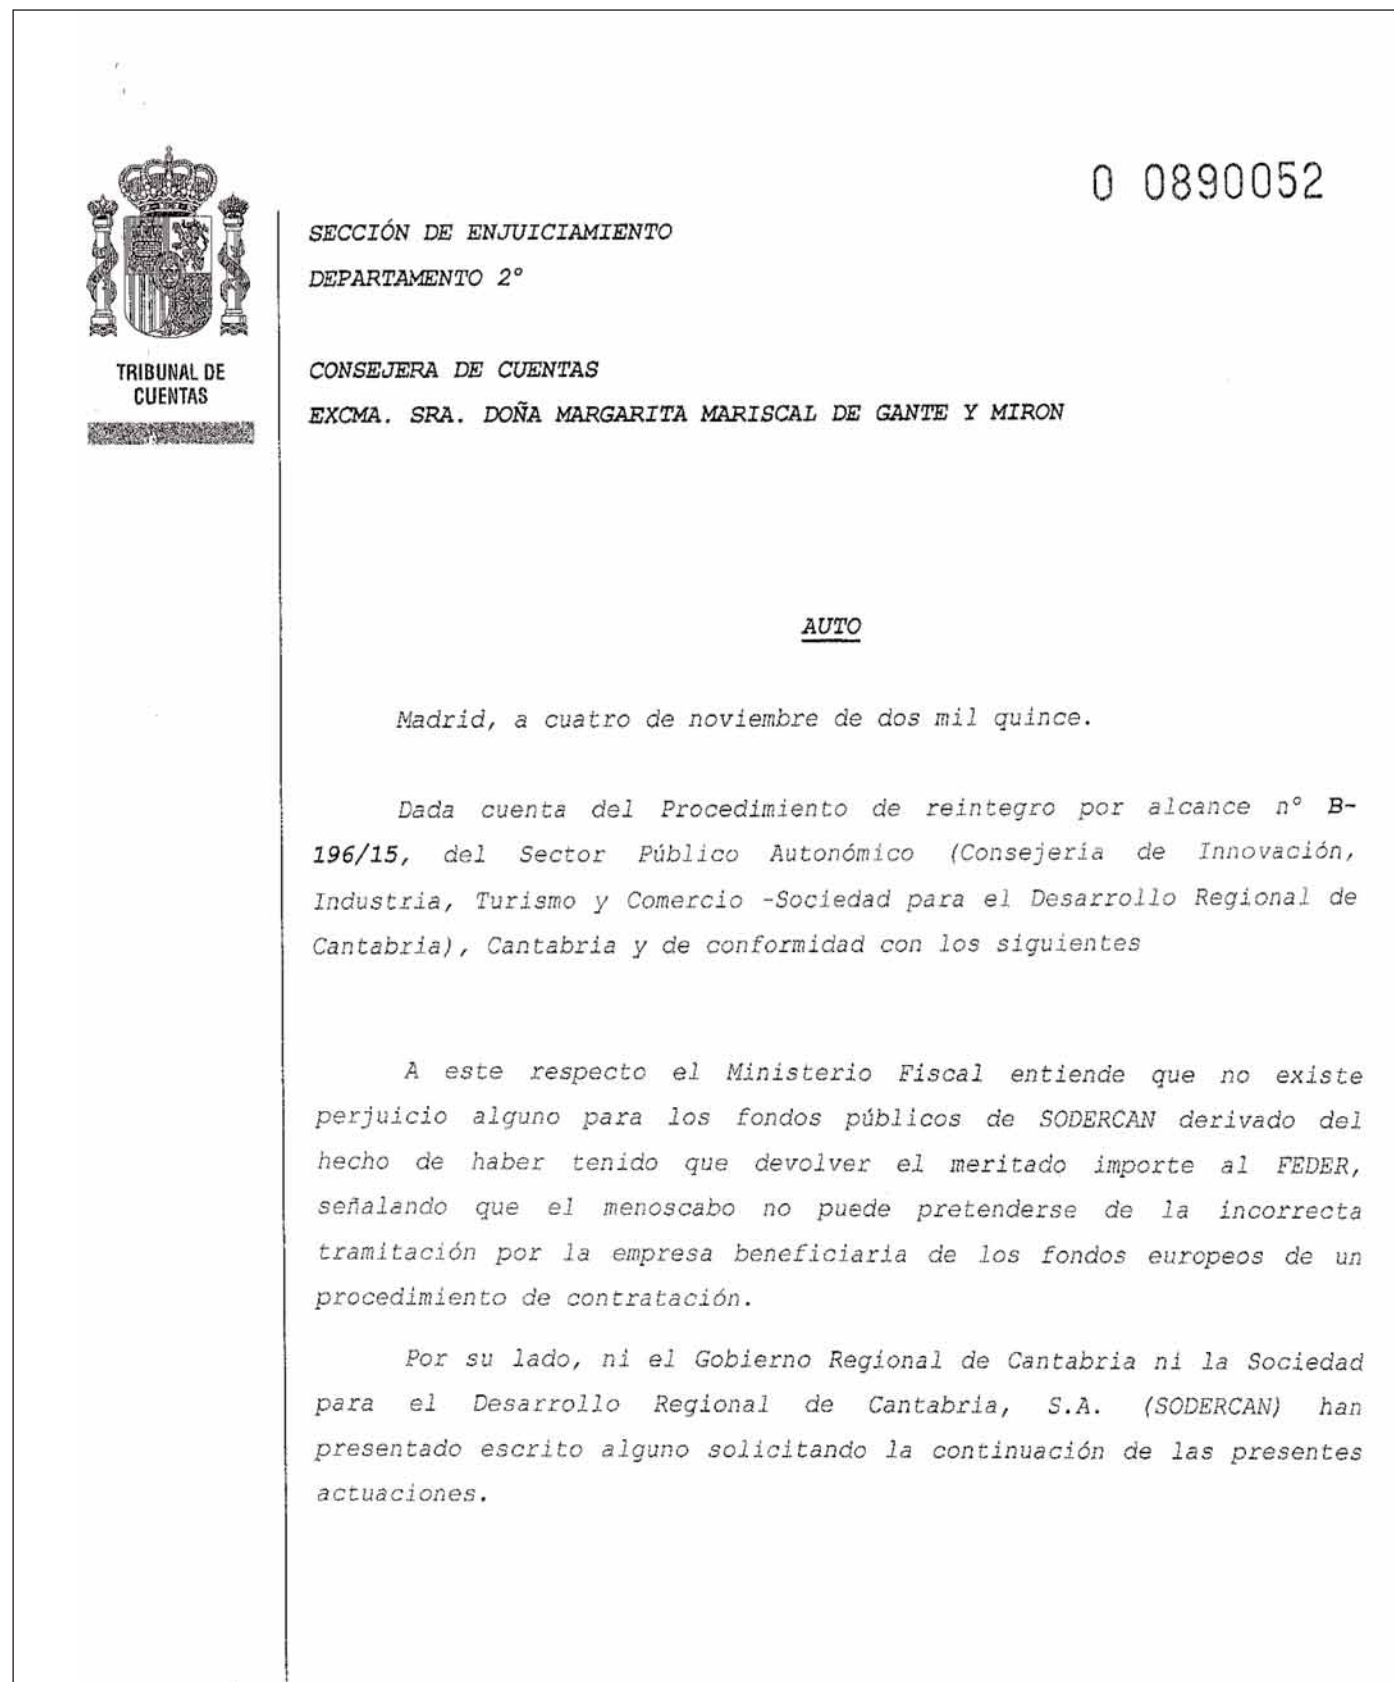 0 0890052
SECCIÓN DE ENJUICIAMIENTO
DEPARTAMENTO 2º
TRIBUNAL DE
CUENTAS
CONSEJERA DE CUENTAS
EXCMA. SRA. DOÑA MARGARITA MARISCAL DE GANTE Y MIRON
AUTO
Madrid, a cuatro de noviembre de dos mil quince.
Dada cuenta del Procedimiento de reintegro por alcance nº B-
196/15, del Sector Público Autonómico (Consejería de Innovación,
Industria, Turismo y Comercio -Sociedad para el Desarrollo Regional de
Cantabria), Cantabria y de conformidad con los siguientes
A este respecto el Ministerio Fiscal entiende que no existe
perjuicio alguno para los fondos públicos de SODERCAN derivado del
hecho de haber tenido que devolver el meritado importe al FEDER,
señalando que el menoscabo no puede pretenderse de la incorrecta
tramitación por la empresa beneficiaria de los fondos europeos de un
procedimiento de contratación.
Por su lado, ni el Gobierno Regional de Cantabria ni la Sociedad
para el Desarrollo Regional de Cantabria, S.A. (SODERCAN) han
presentado escrito alguno solicitando la continuación de las presentes
actuaciones.